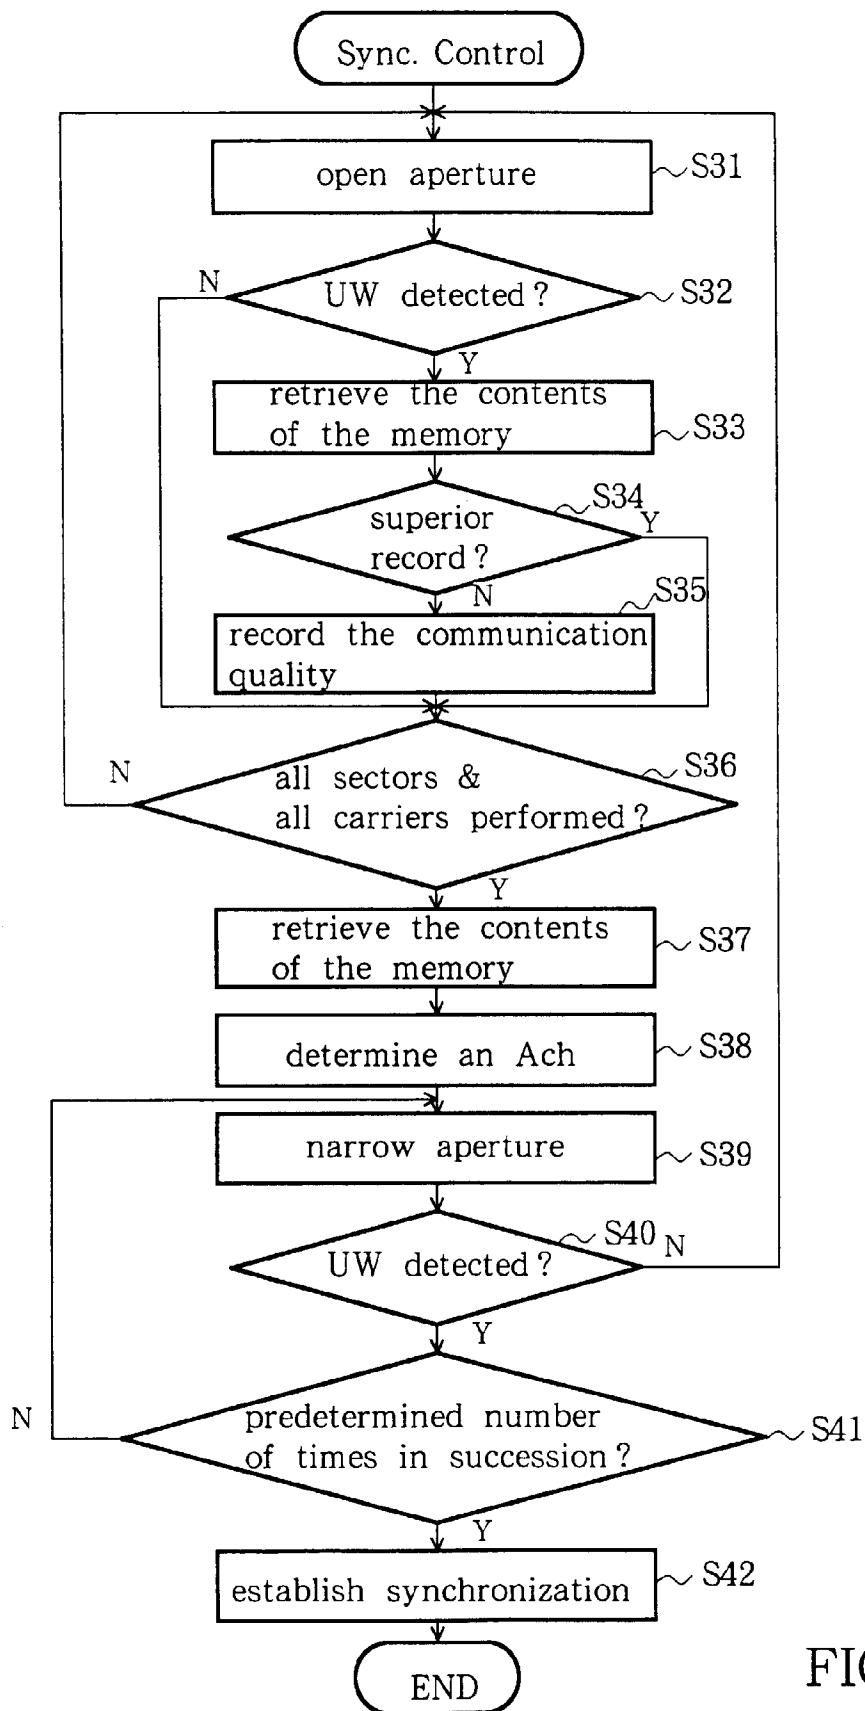 Sync. Control
open aperture
S31
N
UW detected?
S32
Y
retrieve the contents
of the memory
S33
S34
superior
record?
Y
N
S35
record the communication
quality
N
all sectors &
all carriers performed?
S36
Y
retrieve the contents
of the memory
S37
determine an Ach
S38
narrow aperture
S39
S40
UW detected?
N
Y
N
predetermined number
of times in succession?
S41
Y
establish synchronization
S42
END